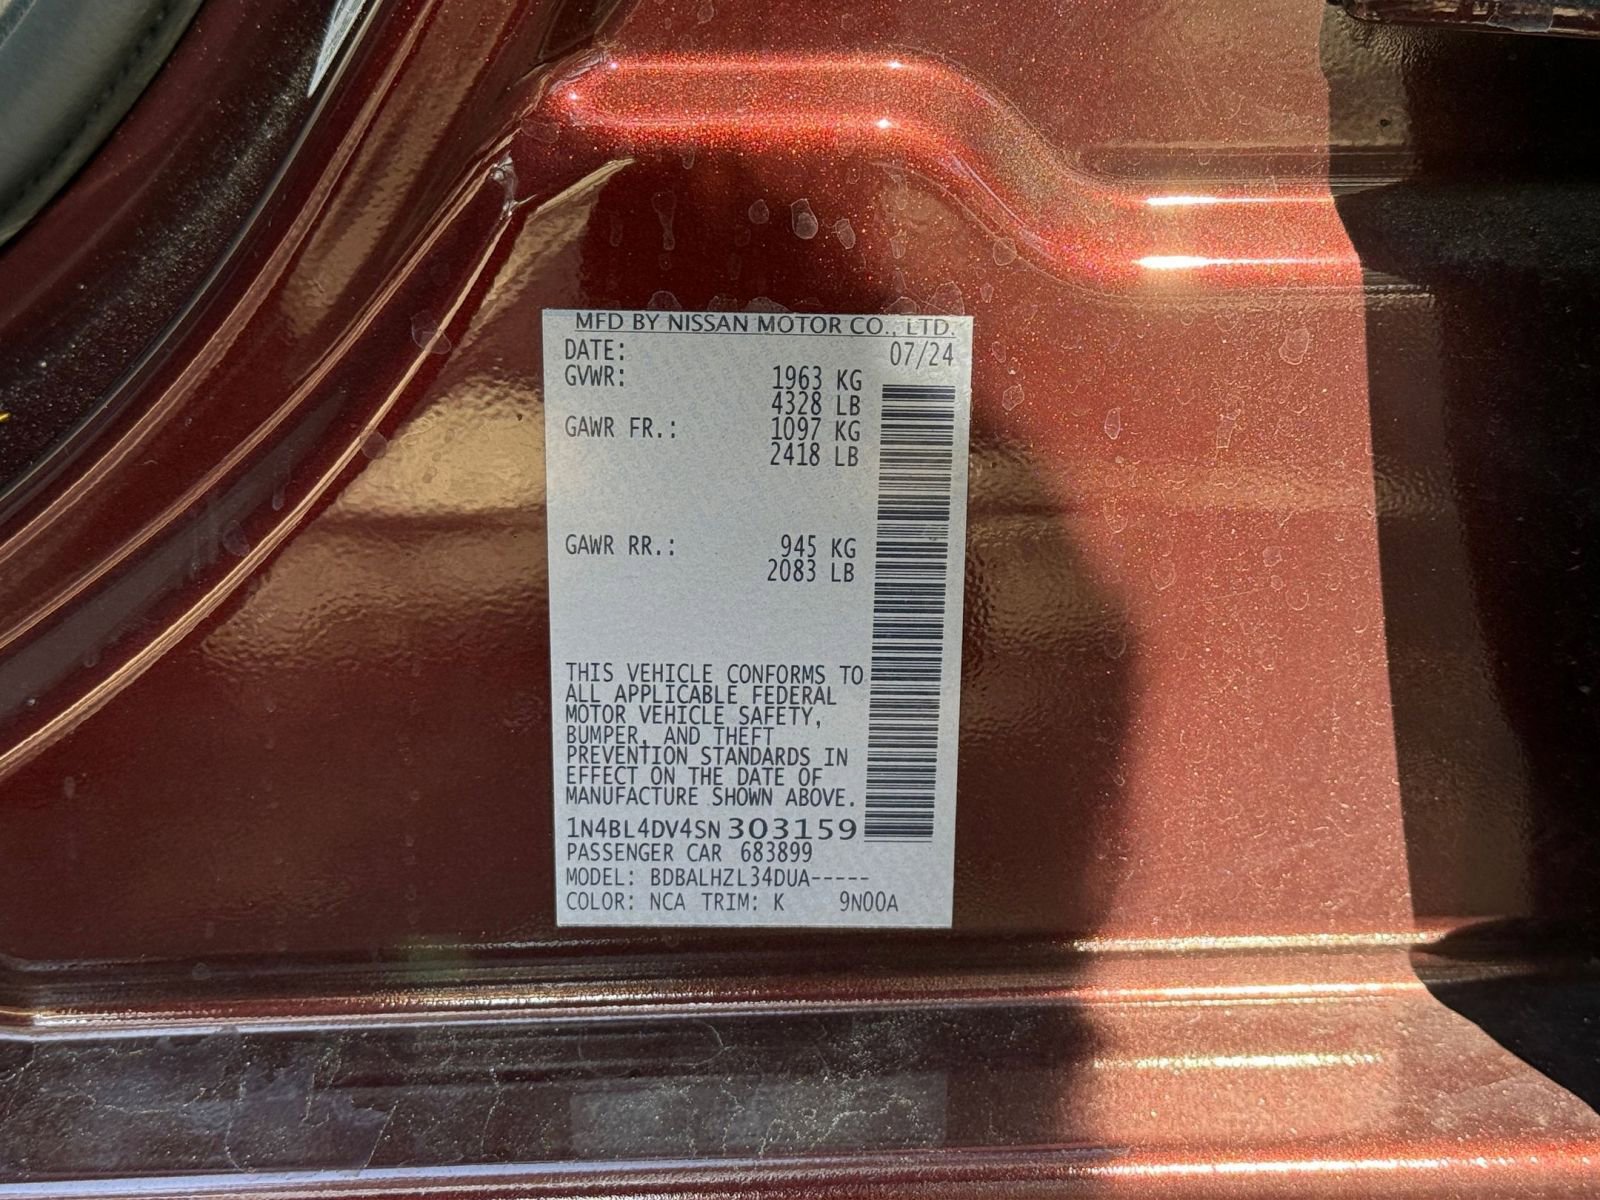 MFD BY NISSAN MOTOR CO., LTD.
DATE: 07/24
GVWR: 1963 KG
4328 LB
GAWR FR.: 1097 KG
2418 LB
GAWR RR.: 945 KG
2083 LB
THIS VEHICLE CONFORMS TO
ALL APPLICABLE FEDERAL
MOTOR VEHICLE SAFETY,
BUMPER, AND THEFT
PREVENTION STANDARDS IN
EFFECT ON THE DATE OF
MANUFACTURE SHOWN ABOVE.
1N4BL4DV4SN 303159
PASSENGER CAR 683899
MODEL: BDBALHZL34DUA-----
COLOR: NCA TRIM: K 9N00A